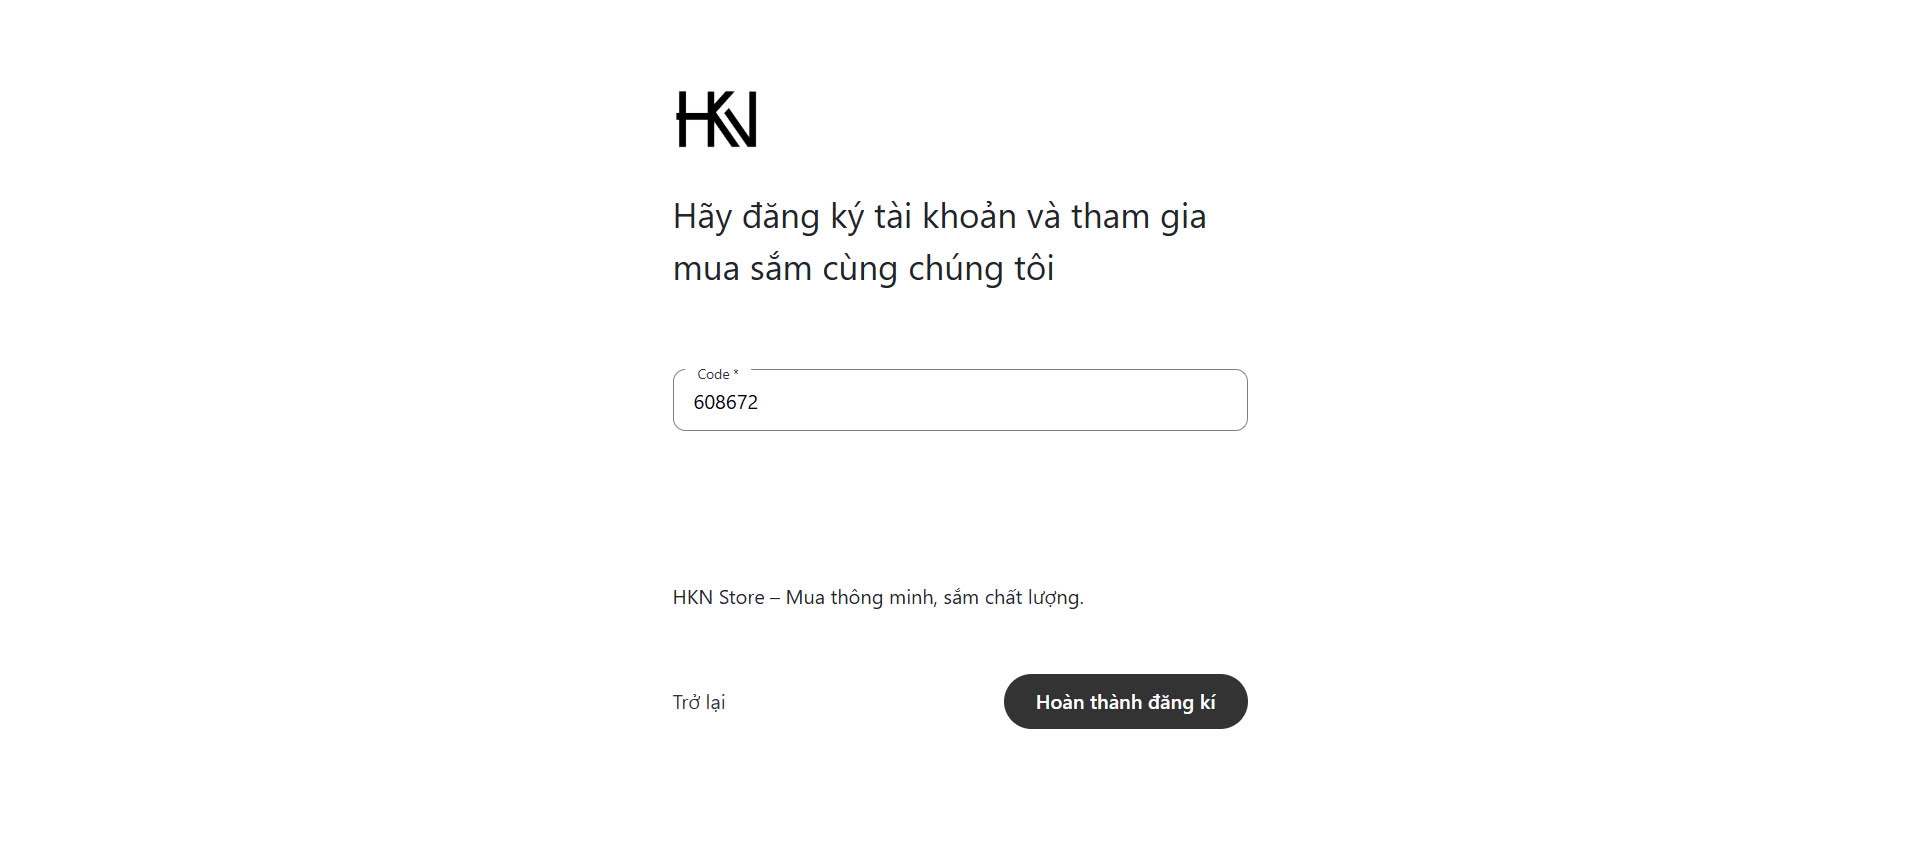 HKN
Hãy đăng ký tài khoản và tham gia
mua sắm cùng chúng tôi
Code *
608672
HKN Store – Mua thông minh, sắm chất lượng.
Trở lại
Hoàn thành đăng kí